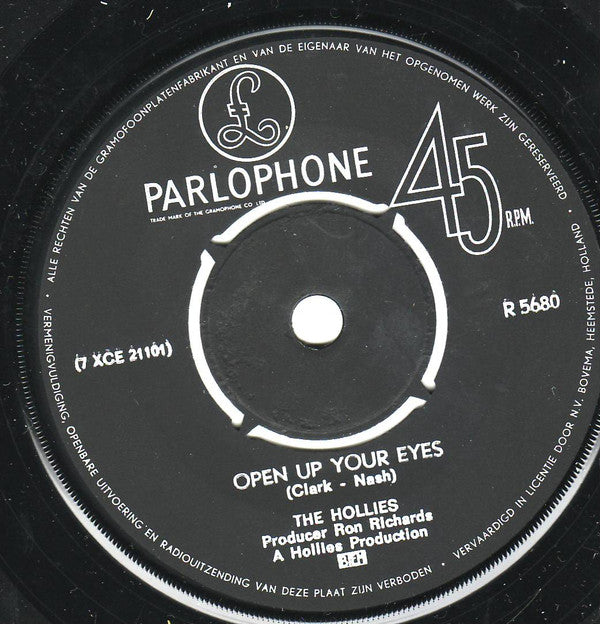 ALLE RECHTEN VAN DE GRAMOFOONPLATENFABRIKANT EN VAN DE EIGENAAR VAN HET OPGENOMEN WERK ZIJN GERESERVEERD
£
PARLOPHONE
TRADE MARK OF THE GRAMOPHONE CO LTD
45 R.P.M.
R 5680
(7 XCE 21101)
OPEN UP YOUR EYES
(Clark - Nash)
THE HOLLIES
Producer Ron Richards
A Hollies Production
VERMENIGVULDIGING, OPENBARE UITVOERING EN RADIOUITZENDING VAN DEZE PLAAT ZIJN VERBODEN
VERVAARDIGD IN LICENTIE DOOR N.V. BOVEMA, HEEMSTEDE, HOLLAND